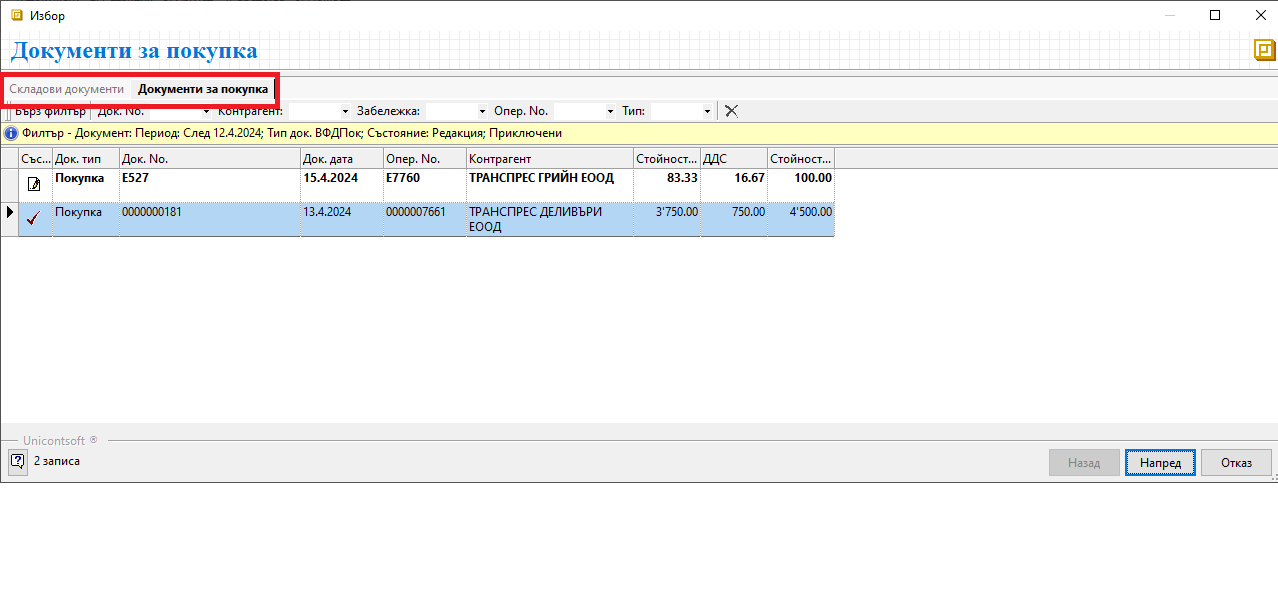 Избор
Документи за покупка
Складови документи Документи за покупка
Бърз филтър Док. No. Контрагент: Забележка: Опер. No. Тип:
Филтър - Документ: Период: След 12.4.2024; Тип док. ВФДПок; Състояние: Редакция; Приключени
Със... Док. тип Док. No. Док. дата Опер. No. Контрагент Стойност... ДДС Стойност...
Покупка E527 15.4.2024 E7760 ТРАНСПРЕС ГРИЙН ЕООД 83.33 16.67 100.00
Покупка 0000000181 13.4.2024 0000007661 ТРАНСПРЕС ДЕЛИВЪРИ ЕООД 3'750.00 750.00 4'500.00
Unicontsoft ®
2 записа
Назад Напред Отказ